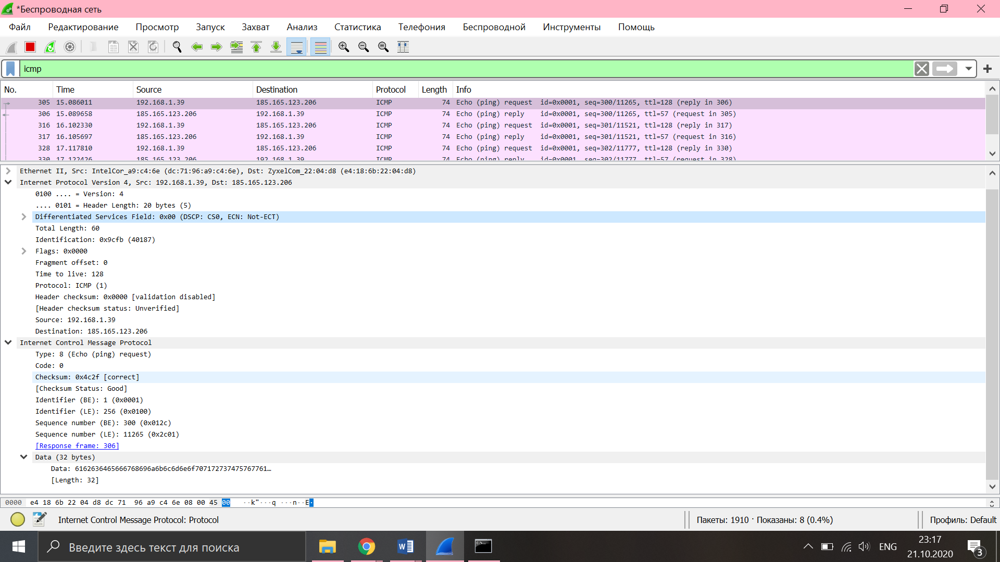 *Беспроводная сеть
Файл Редактирование Просмотр Запуск Захват Анализ Статистика Телефония Беспроводной Инструменты Помощь
icmp
No. Time Source Destination Protocol Length Info
305 15.086011 192.168.1.39 185.165.123.206 ICMP 74 Echo (ping) request id=0x0001, seq=300/11265, ttl=128 (reply in 306)
306 15.089658 185.165.123.206 192.168.1.39 ICMP 74 Echo (ping) reply id=0x0001, seq=300/11265, ttl=57 (request in 305)
316 16.102330 192.168.1.39 185.165.123.206 ICMP 74 Echo (ping) request id=0x0001, seq=301/11521, ttl=128 (reply in 317)
317 16.105697 185.165.123.206 192.168.1.39 ICMP 74 Echo (ping) reply id=0x0001, seq=301/11521, ttl=57 (request in 316)
328 17.117810 192.168.1.39 185.165.123.206 ICMP 74 Echo (ping) request id=0x0001, seq=302/11777, ttl=128 (reply in 330)
330 17.122426 185.165.123.206 192.168.1.39 ICMP 74 Echo (ping) reply id=0x0001, seq=302/11777, ttl=57 (request in 328)
Ethernet II, Src: IntelCor_a9:c4:6e (dc:71:96:a9:c4:6e), Dst: ZyxelCom_22:04:d8 (e4:18:6b:22:04:d8)
Internet Protocol Version 4, Src: 192.168.1.39, Dst: 185.165.123.206
0100 .... = Version: 4
.... 0101 = Header Length: 20 bytes (5)
Differentiated Services Field: 0x00 (DSCP: CS0, ECN: Not-ECT)
Total Length: 60
Identification: 0x9cfb (40187)
Flags: 0x0000
Fragment offset: 0
Time to live: 128
Protocol: ICMP (1)
Header checksum: 0x0000 [validation disabled]
[Header checksum status: Unverified]
Source: 192.168.1.39
Destination: 185.165.123.206
Internet Control Message Protocol
Type: 8 (Echo (ping) request)
Code: 0
Checksum: 0x4c2f [correct]
[Checksum Status: Good]
Identifier (BE): 1 (0x0001)
Identifier (LE): 256 (0x0100)
Sequence number (BE): 300 (0x012c)
Sequence number (LE): 11265 (0x2c01)
[Response frame: 306]
Data (32 bytes)
Data: 6162636465666768696a6b6c6d6e6f707172737475767761…
[Length: 32]
0000 e4 18 6b 22 04 d8 dc 71 96 a9 c4 6e 08 00 45 00 ··k"···q ···n··E·
Internet Control Message Protocol: Protocol
Пакеты: 1910 · Показаны: 8 (0.4%)
Профиль: Default
Введите здесь текст для поиска
ENG
23:17
21.10.2020
3